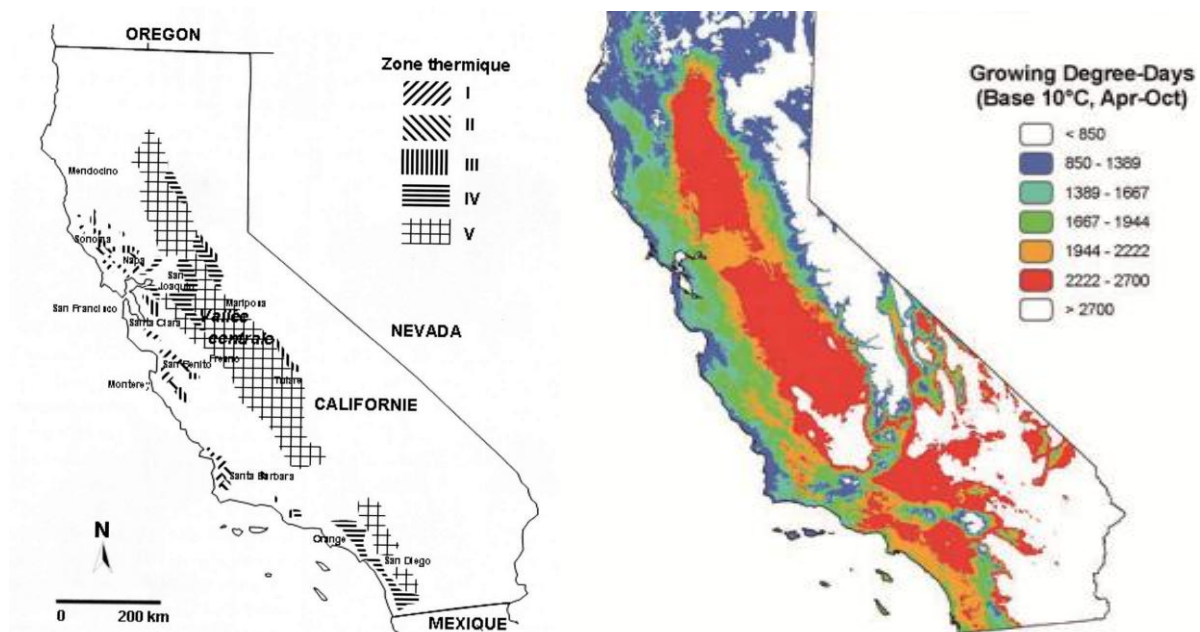 OREGON
Zone thermique
I
II
III
IV
V
Mendocino
Sonoma
Napa
San
Joaquin
Mariposa
San Francisco
Santa Clara
Vallée
centrale
NEVADA
San Benito
Fresno
Tulare
Monterey
CALIFORNIE
Santa Barbara
N
Orange
San Diego
0 200 km
MEXIQUE
Growing Degree-Days
(Base 10°C, Apr-Oct)
< 850
850 - 1389
1389 - 1667
1667 - 1944
1944 - 2222
2222 - 2700
> 2700